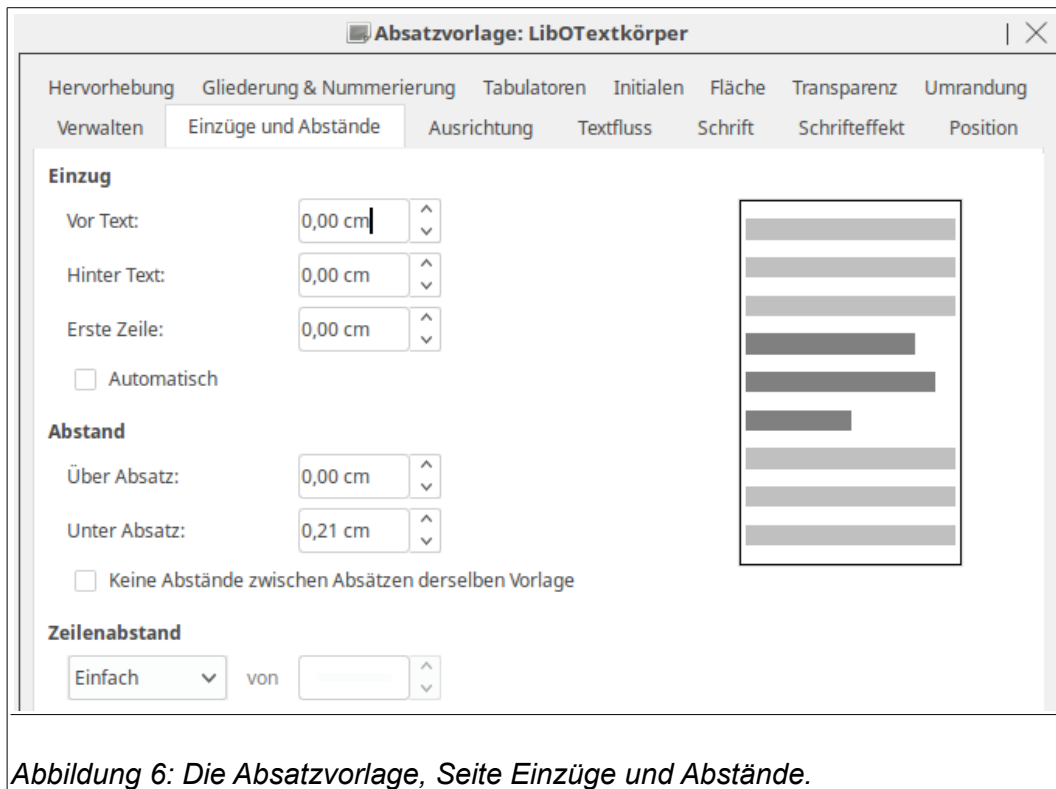 Absatzvorlage: LibOTextkörper
Hervorhebung Gliederung & Nummerierung Tabulatoren Initialen Fläche Transparenz Umrandung
Verwalten Einzüge und Abstände Ausrichtung Textfluss Schrift Schrifteffekt Position
Einzug
Vor Text: 0,00 cm
Hinter Text: 0,00 cm
Erste Zeile: 0,00 cm
Automatisch
Abstand
Über Absatz: 0,00 cm
Unter Absatz: 0,21 cm
Keine Abstände zwischen Absätzen derselben Vorlage
Zeilenabstand
Einfach von
Abbildung 6: Die Absatzvorlage, Seite Einzüge und Abstände.